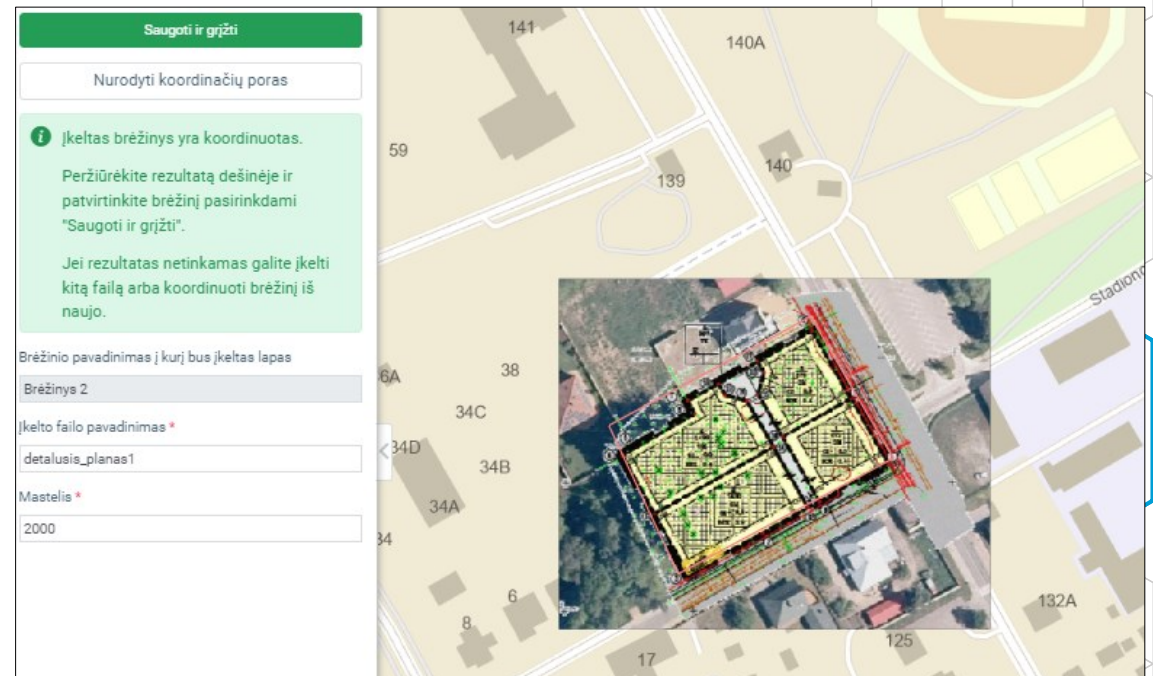 Saugoti ir grįžti
Nurodyti koordinačių poras
Įkeltas brėžinys yra koordinuotas.
Peržiūrėkite rezultatą dešinėje ir
patvirtinkite brėžinį pasirinkdami
"Saugoti ir grįžti".
Jei rezultatas netinkamas galite įkelti
kitą failą arba koordinuoti brėžinį iš
naujo.
Brėžinio pavadinimas į kurį bus įkeltas lapas
Brėžinys 2
Įkelto failo pavadinimas *
detalusis_planas1
Mastelis *
2000
141
140A
59
139
140
38
6A
34C
34D
34B
34A
34
6
8
17
125
132A